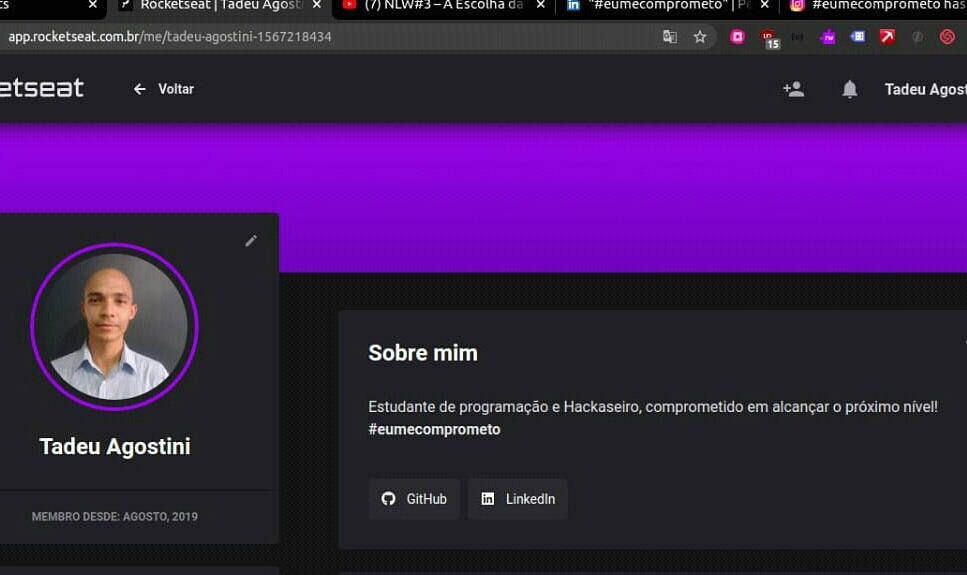 ts
Rocketseat | Tadeu Agosti
(7) NLW#3 – A Escolha da
"#eumecomprometo" | Pe
#eumecomprometo has
app.rocketseat.com.br/me/tadeu-agostini-1567218434
15
etseat
Voltar
Tadeu Agost
Tadeu Agostini
MEMBRO DESDE: AGOSTO, 2019
Sobre mim
Estudante de programação e Hackaseiro, comprometido em alcançar o próximo nível!
#eumecomprometo
GitHub
LinkedIn